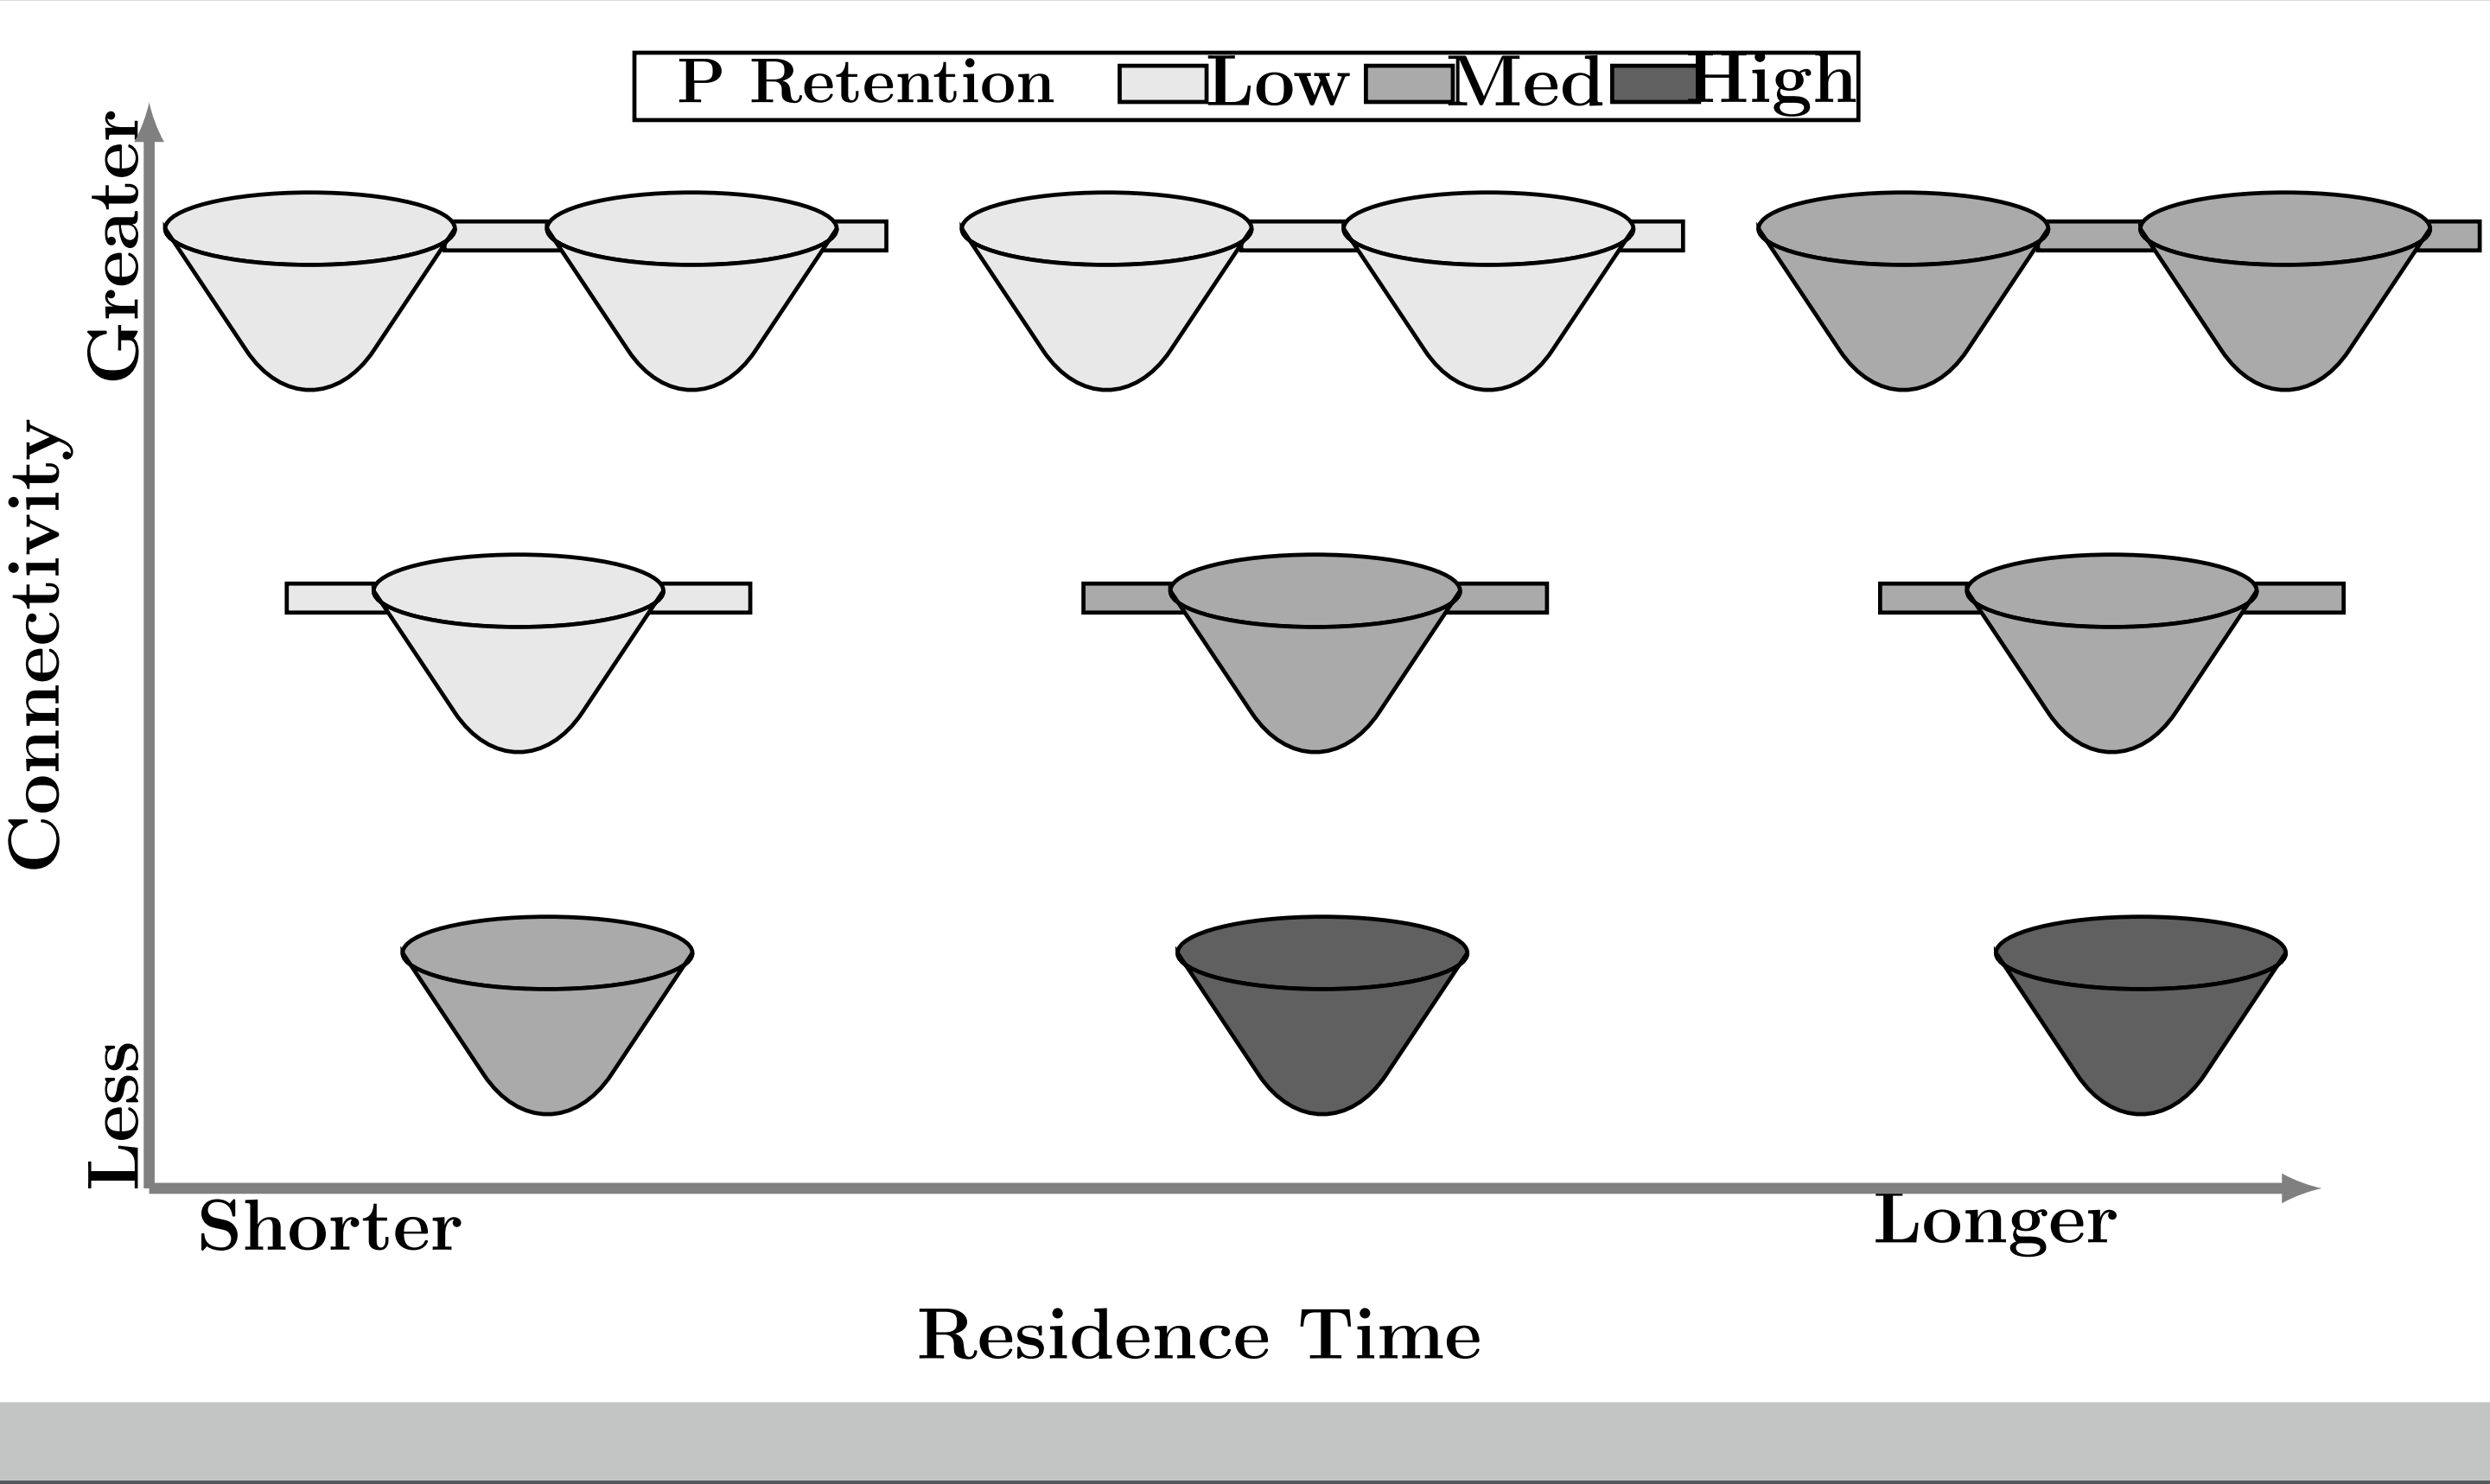 P Retention Low Med High
Greater
Connectivity
Less
Shorter
Longer
Residence Time